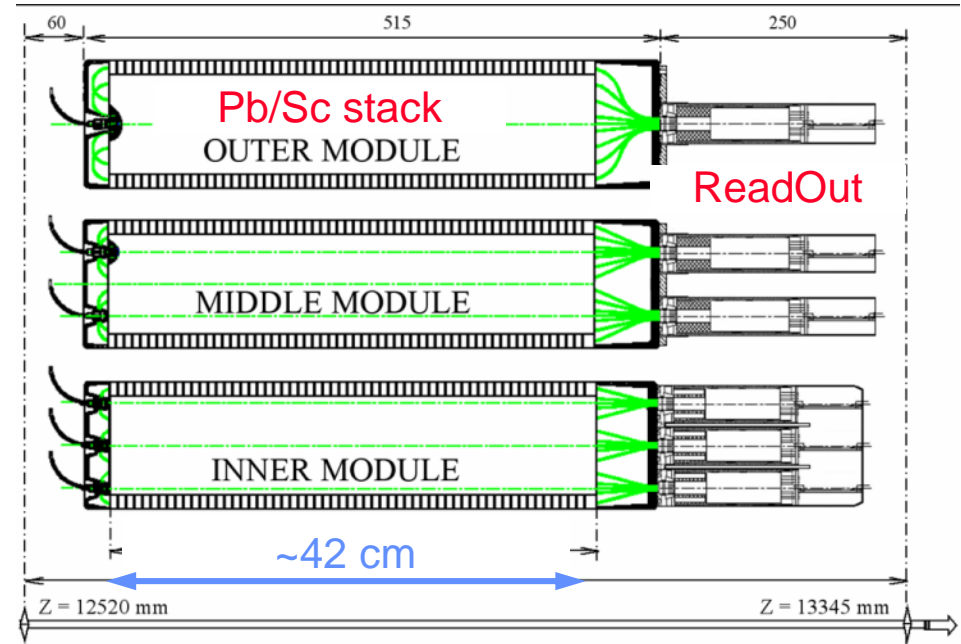 60 515 250
Pb/Sc stack
OUTER MODULE
ReadOut
MIDDLE MODULE
INNER MODULE
~42 cm
Z = 12520 mm Z = 13345 mm